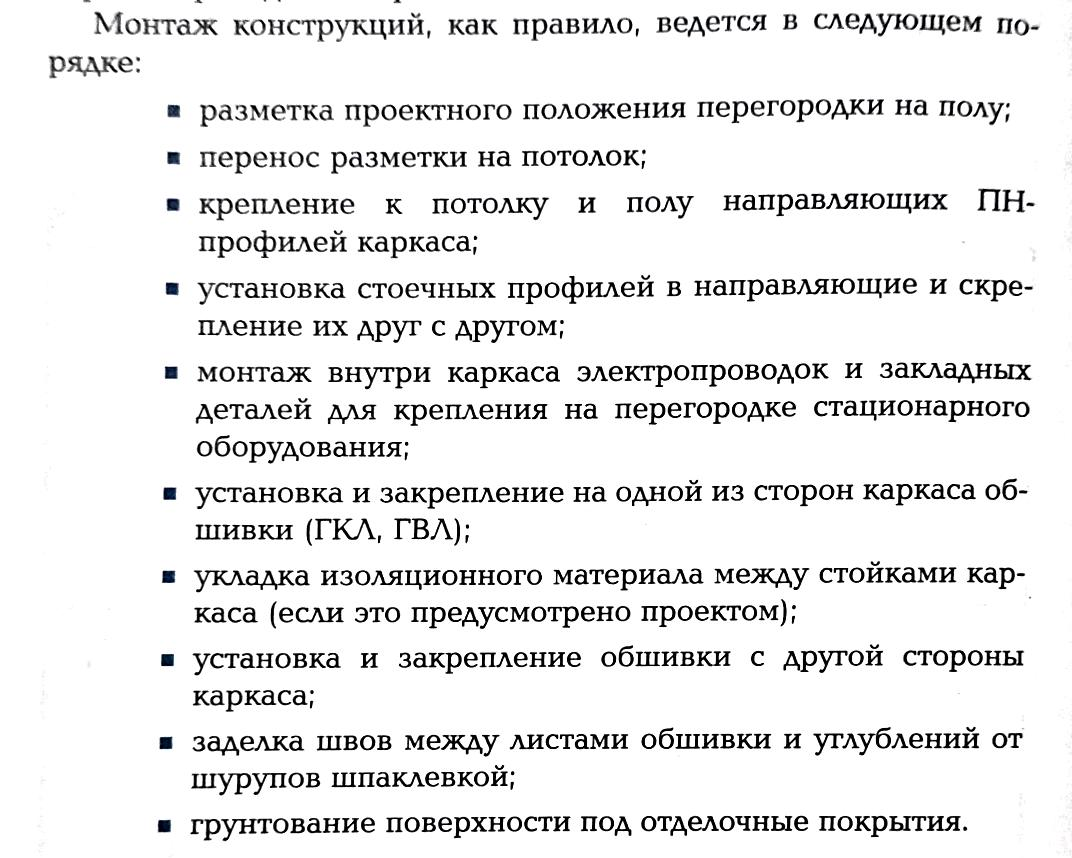 Монтаж конструкций, как правило, ведется в следующем по-
рядке:
▪ разметка проектного положения перегородки на полу;
▪ перенос разметки на потолок;
▪ крепление к потолку и полу направляющих ПН-
профилей каркаса;
▪ установка стоечных профилей в направляющие и скре-
пление их друг с другом;
▪ монтаж внутри каркаса электропроводок и закладных
деталей для крепления на перегородке стационарного
оборудования;
▪ установка и закрепление на одной из сторон каркаса об-
шивки (ГКЛ, ГВЛ);
▪ укладка изоляционного материала между стойками кар-
каса (если это предусмотрено проектом);
▪ установка и закрепление обшивки с другой стороны
каркаса;
▪ заделка швов между листами обшивки и углублений от
шурупов шпаклевкой;
▪ грунтование поверхности под отделочные покрытия.